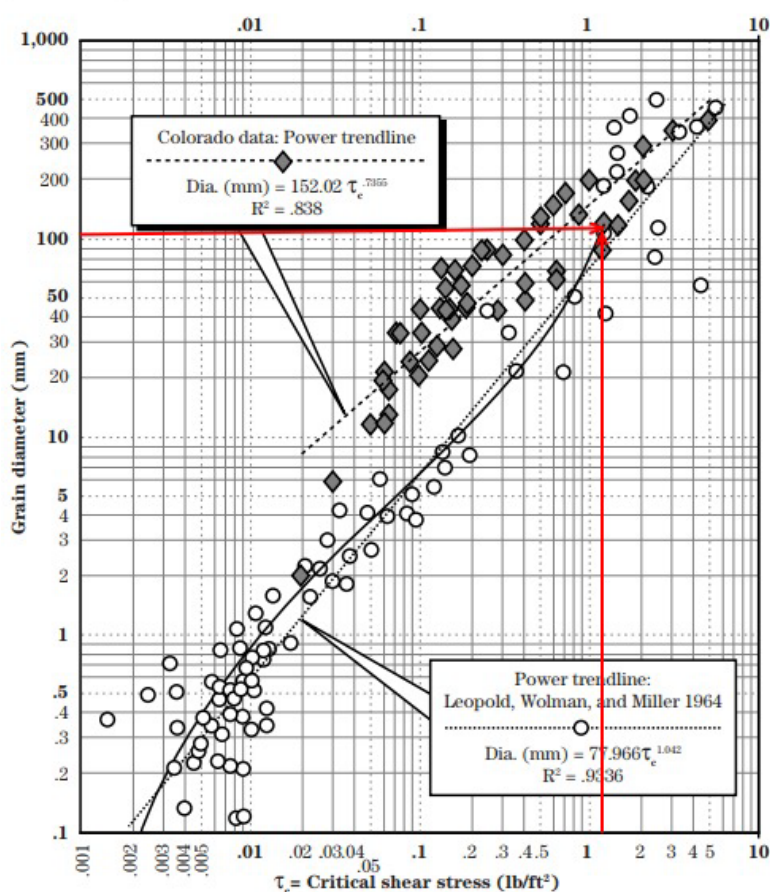 .01 .1 1 10
1,000
500
400
300
200
100
50
40
30
20
10
5
4
3
2
1
.5
.4
.3
.2
.1
Grain diameter (mm)
Colorado data: Power trendline
Dia. (mm) = 152.02 τc^.7355
R² = .838
Power trendline:
Leopold, Wolman, and Miller 1964
Dia. (mm) = 77.966τc^1.042
R² = .9336
.001 .002 .003 .004 .005 .01 .02 .03 .04 .05 .1 .2 .3 .4 .5 1 2 3 4 5 10
τc = Critical shear stress (lb/ft²)